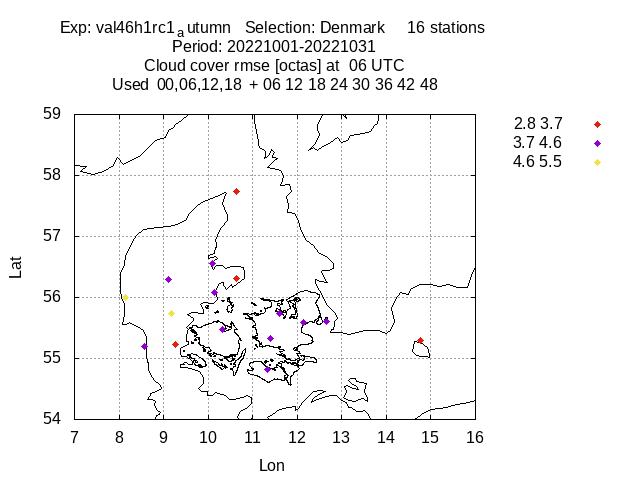 Exp: val46h1rc1_autumn Selection: Denmark 16 stations
Period: 20221001-20221031
Cloud cover rmse [octas] at 06 UTC
Used 00,06,12,18 + 06 12 18 24 30 36 42 48
2.8 3.7
3.7 4.6
4.6 5.5
59
58
57
56
55
54
Lat
7 8 9 10 11 12 13 14 15 16
Lon